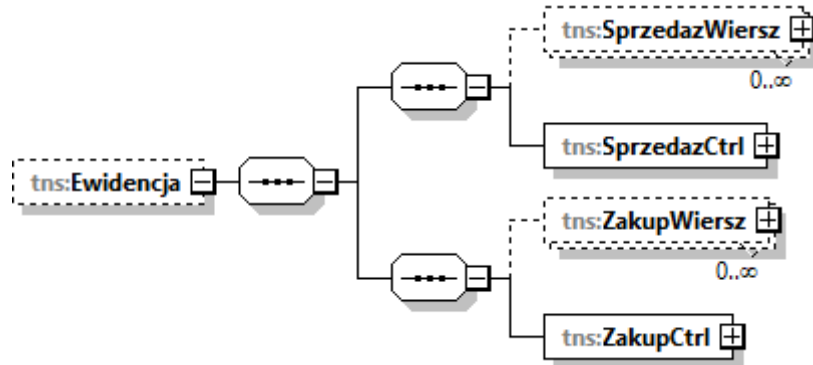 tns:SprzedazWiersz
0..∞
tns:SprzedazCtrl
tns:Ewidencja
tns:ZakupWiersz
0..∞
tns:ZakupCtrl